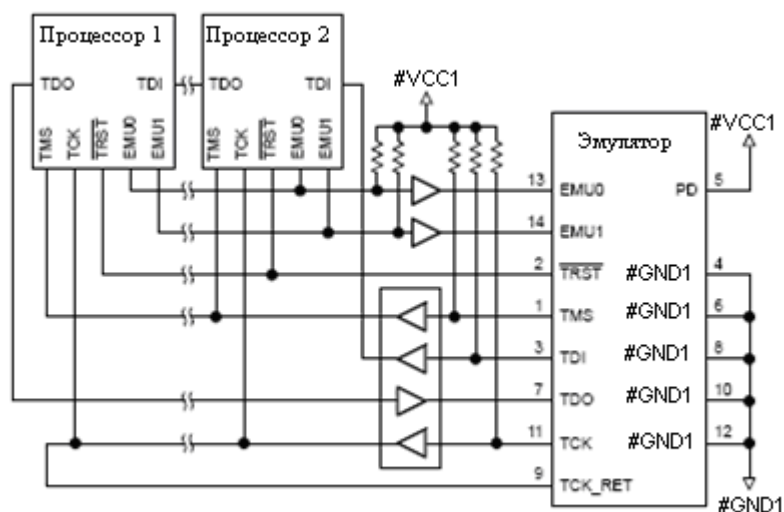 Процессор 1
Процессор 2
TDO TDI
TDO TDI
TMS TCK TRST EMU0 EMU1
TMS TCK TRST EMU0 EMU1
#VCC1
#VCC1
Эмулятор
13 EMU0 PD 5
14 EMU1
2 TRST #GND1 4
1 TMS #GND1 6
3 TDI #GND1 8
7 TDO #GND1 10
11 TCK #GND1 12
9 TCK_RET
#GND1